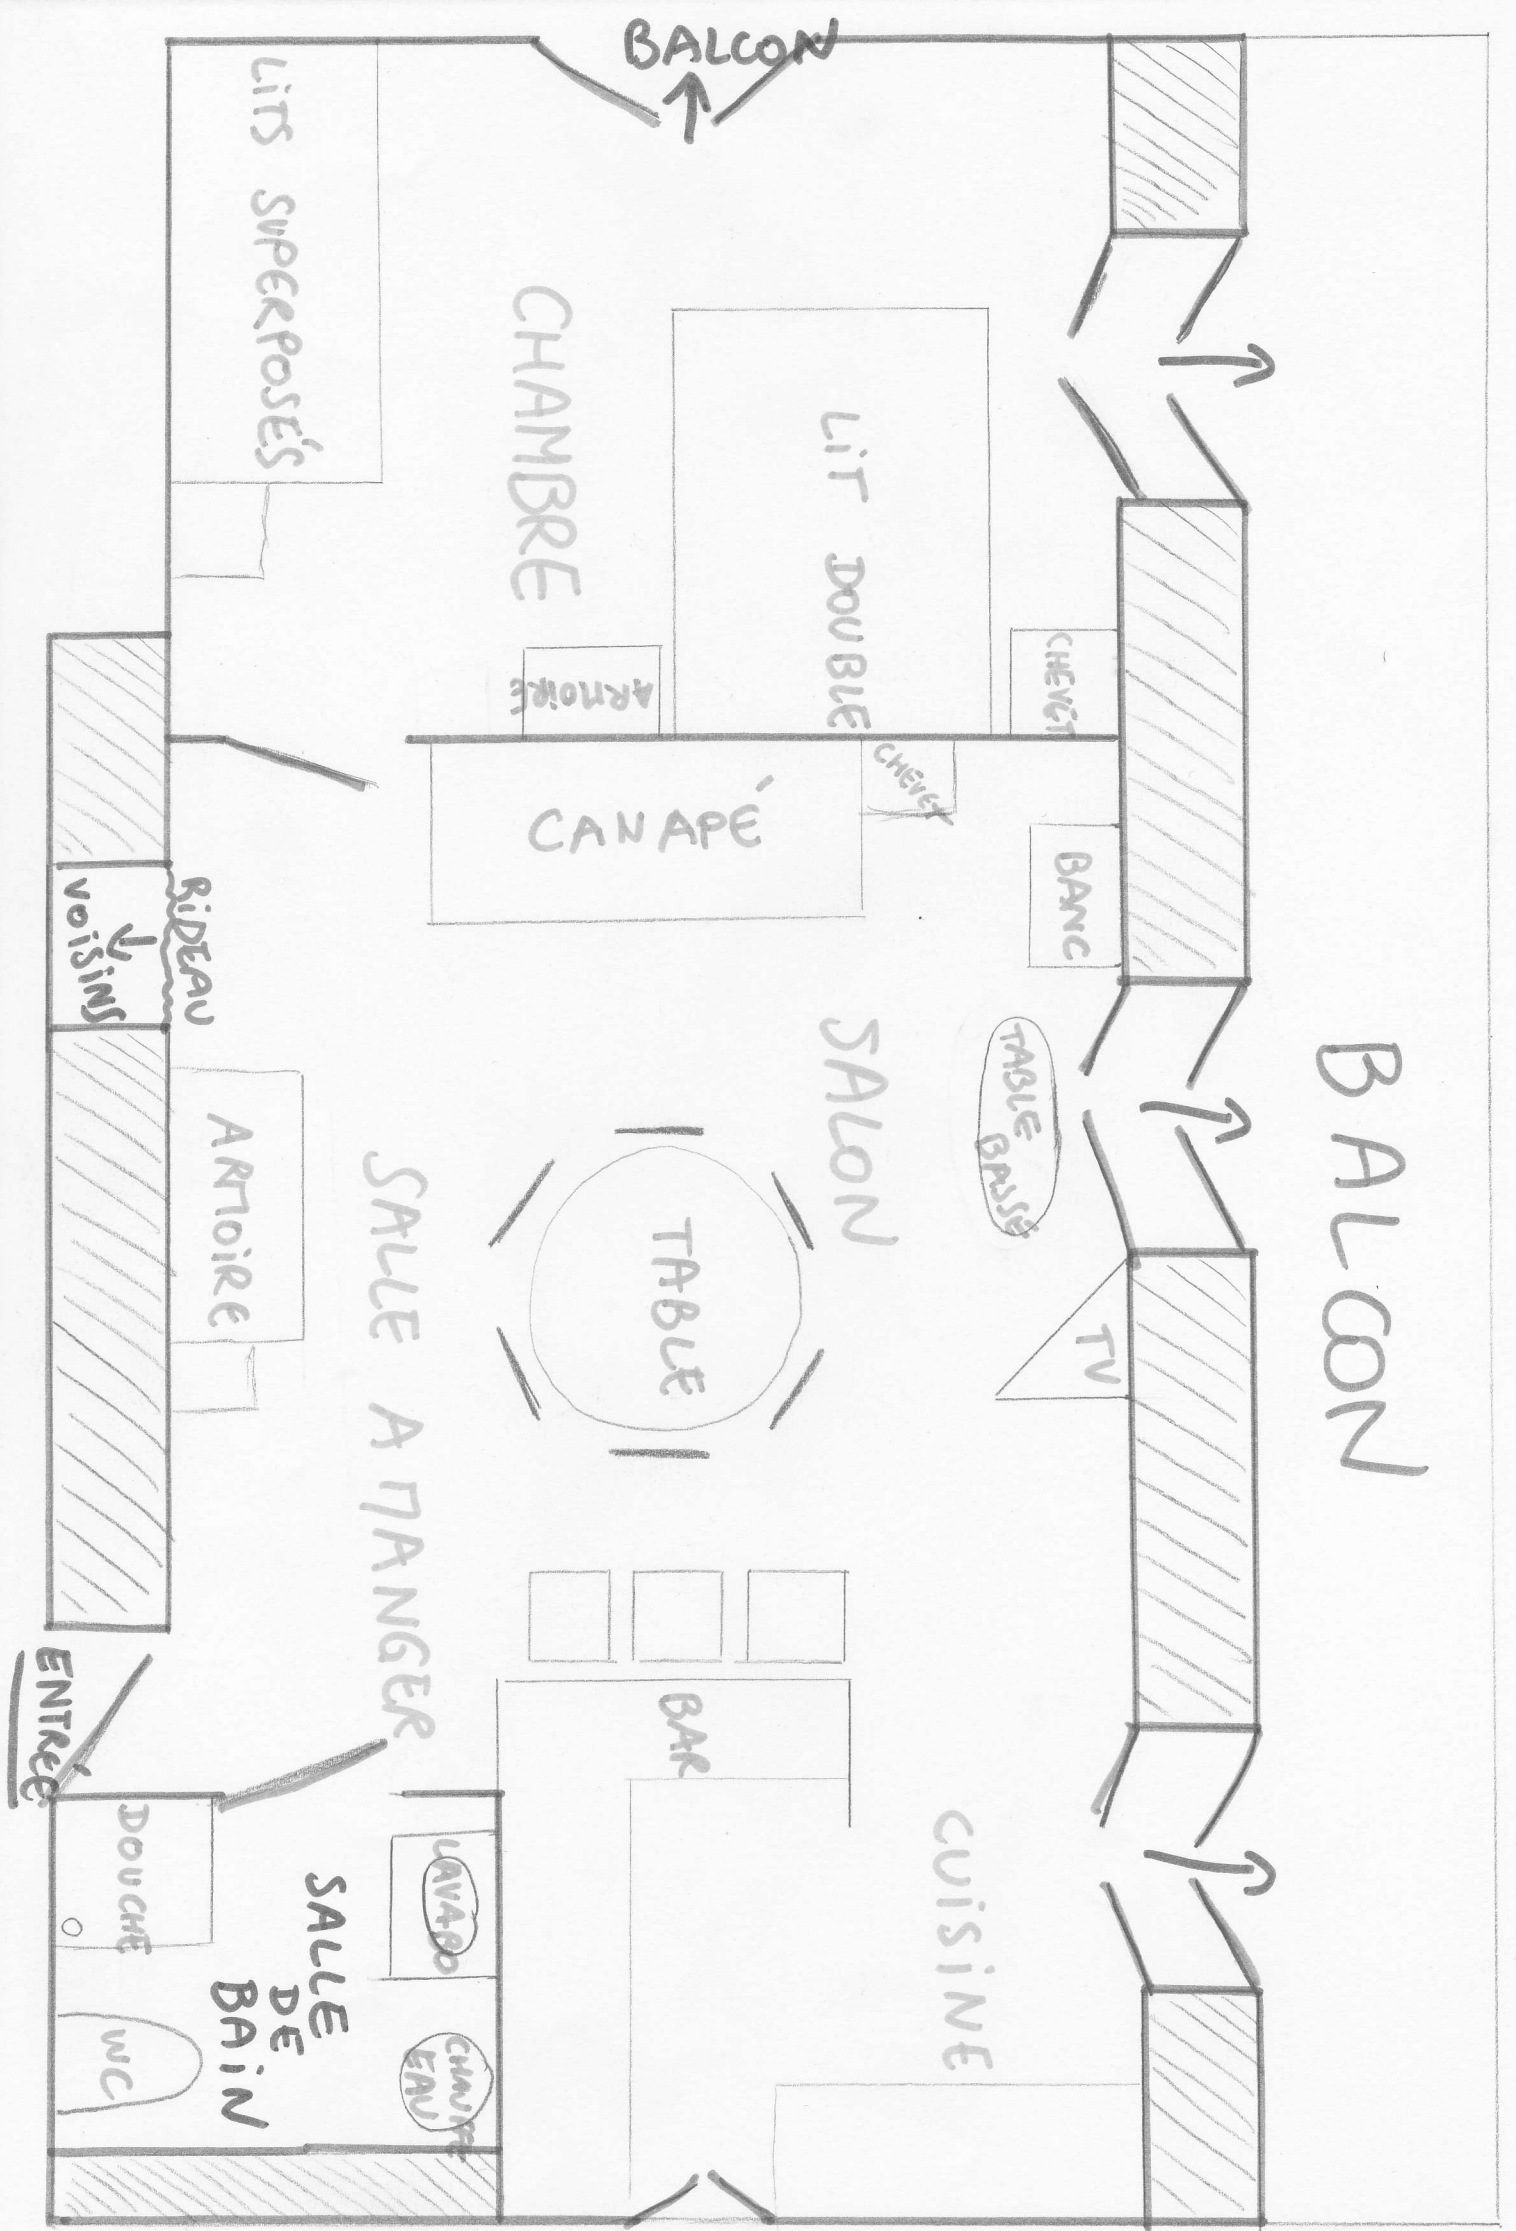 BALCON
LiTS SUPERPOSÉS
CHAMBRE
LiT DOUBLE
ARMOiRE
CHEVET
CANAPÉ
CHEVET
BANC
RiDEAU
VOiSiNS
SALON
TABLE BASSE
BALCON
ARMOiRE
SALLE A MANGER
TABLE
TV
BAR
ENTRÉE
DOUCHE
LAVABO
SALLE
DE
BAiN
CUiSiNE
WC
CHAUFFE
EAU